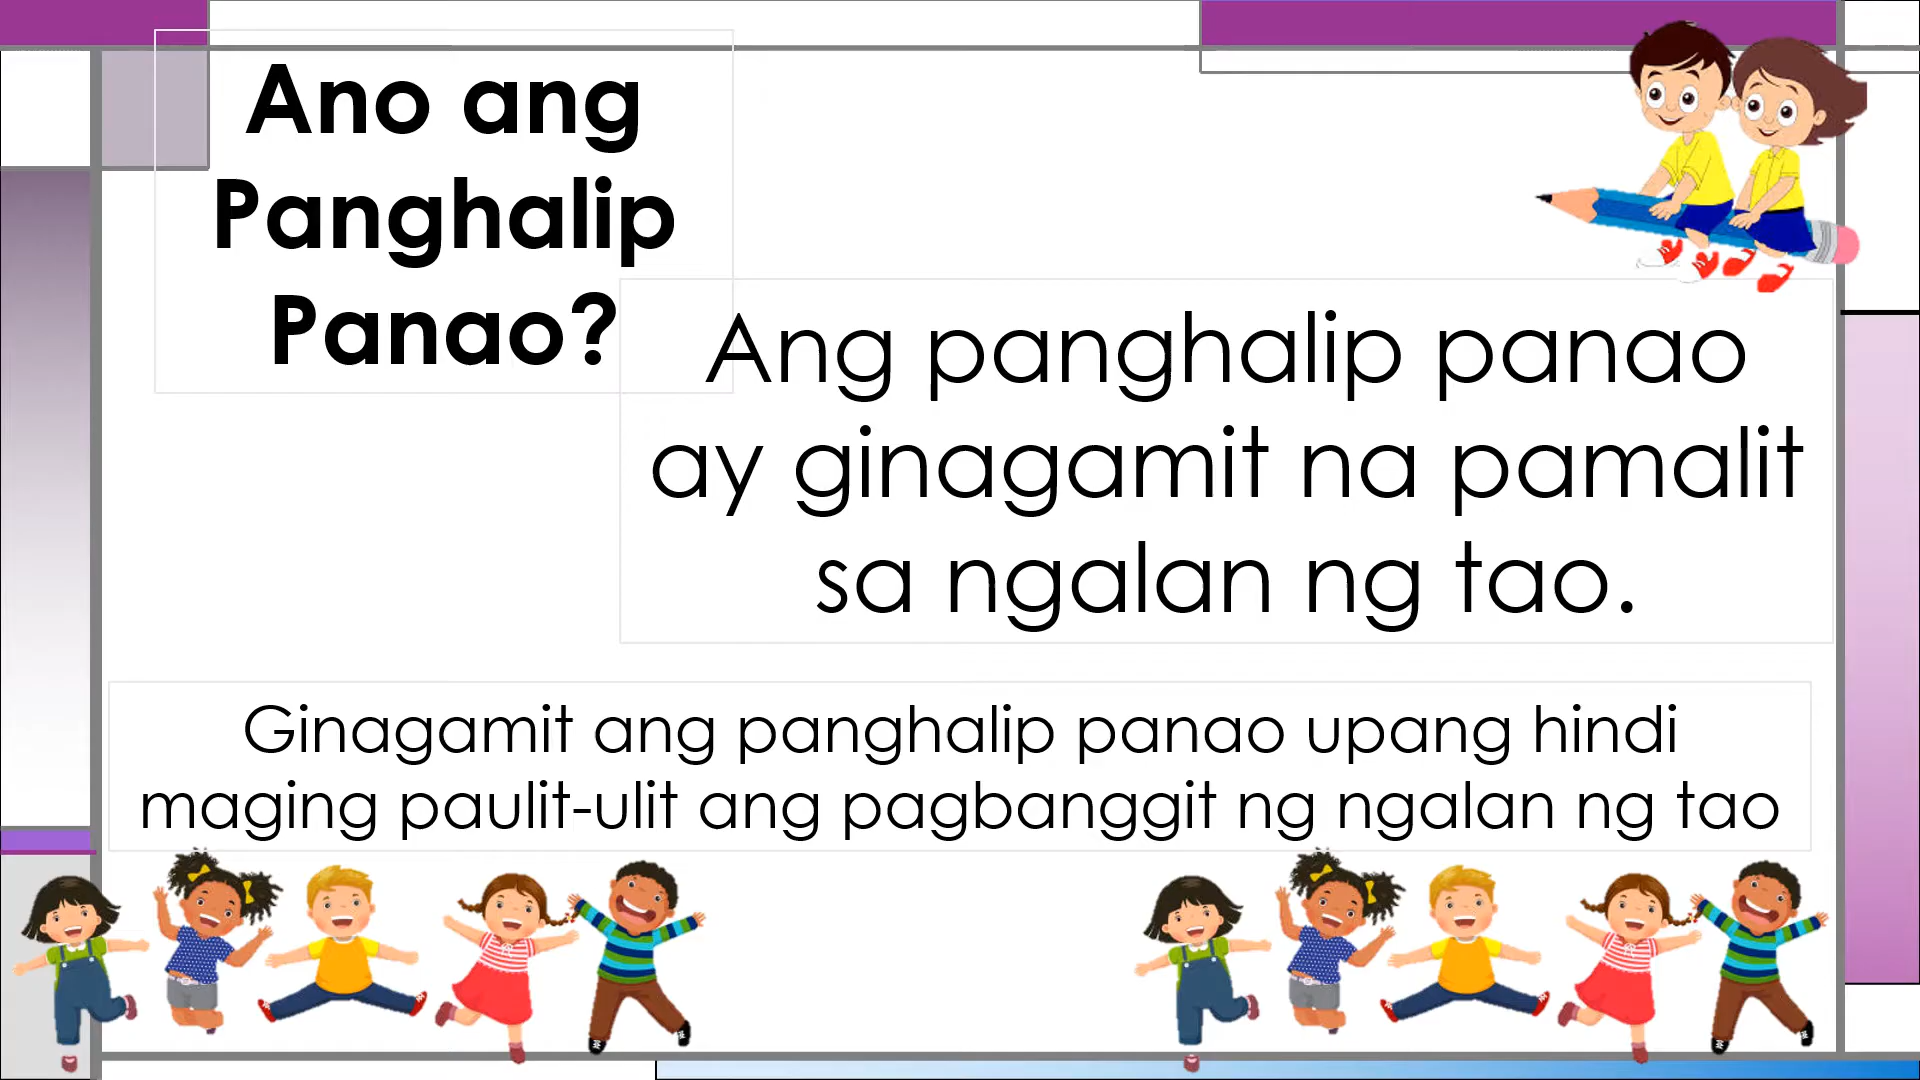 Ano ang
Panghalip
Panao?
Ang panghalip panao
ay ginagamit na pamalit
sa ngalan ng tao.
Ginagamit ang panghalip panao upang hindi
maging paulit-ulit ang pagbanggit ng ngalan ng tao